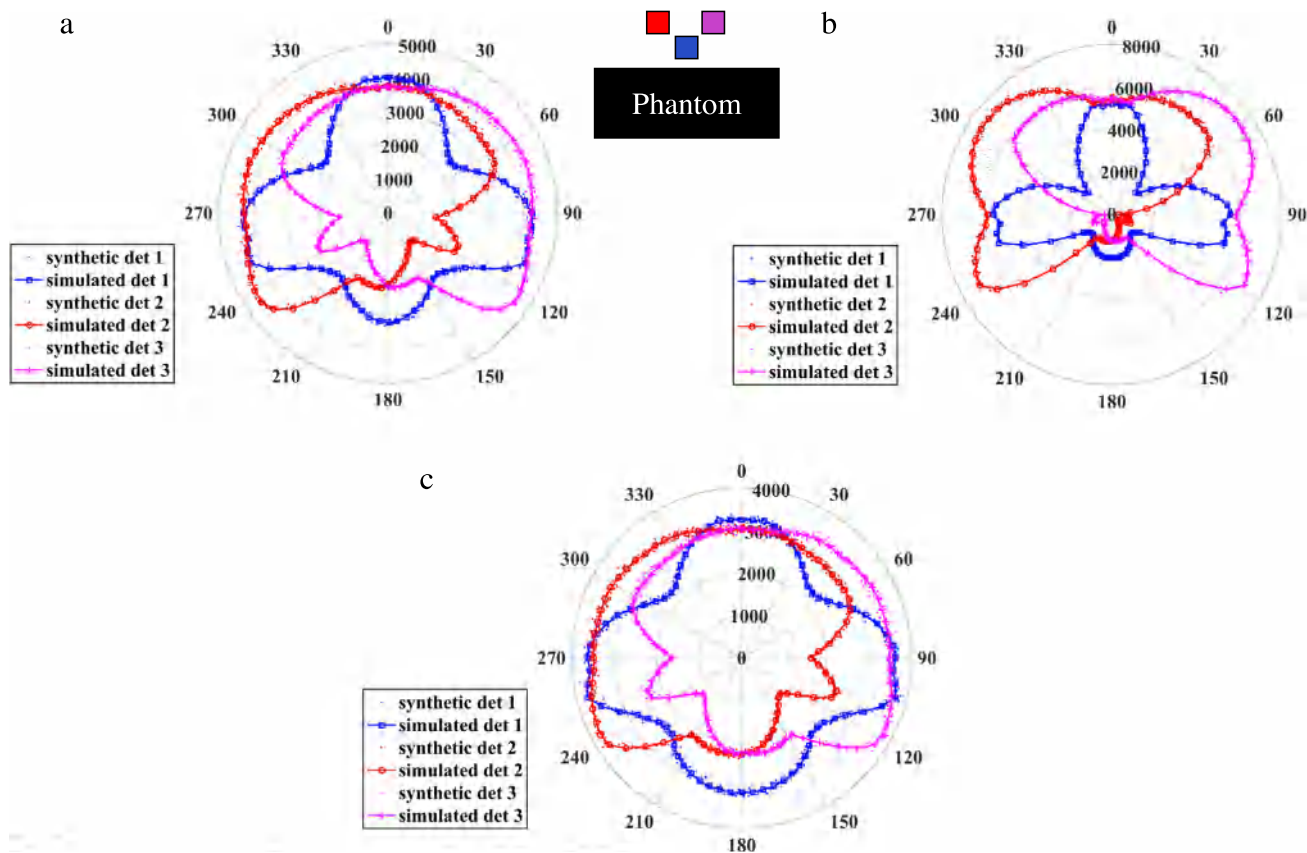 a
0
330
5000
30
4000
300
3000
60
2000
1000
270
0
90
240
120
210
150
180
synthetic det 1
simulated det 1
synthetic det 2
simulated det 2
synthetic det 3
simulated det 3
Phantom
b
0
330
8000
30
6000
300
4000
60
2000
270
0
90
240
120
210
150
180
synthetic det 1
simulated det 1
synthetic det 2
simulated det 2
synthetic det 3
simulated det 3
c
0
330
4000
30
3000
300
2000
60
1000
270
0
90
240
120
210
150
180
synthetic det 1
simulated det 1
synthetic det 2
simulated det 2
synthetic det 3
simulated det 3